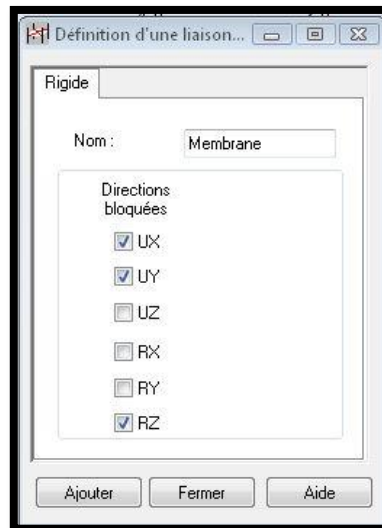 Définition d'une liaison...
Rigide
Nom : Membrane
Directions
bloquées
UX
UY
UZ
RX
RY
RZ
Ajouter Fermer Aide